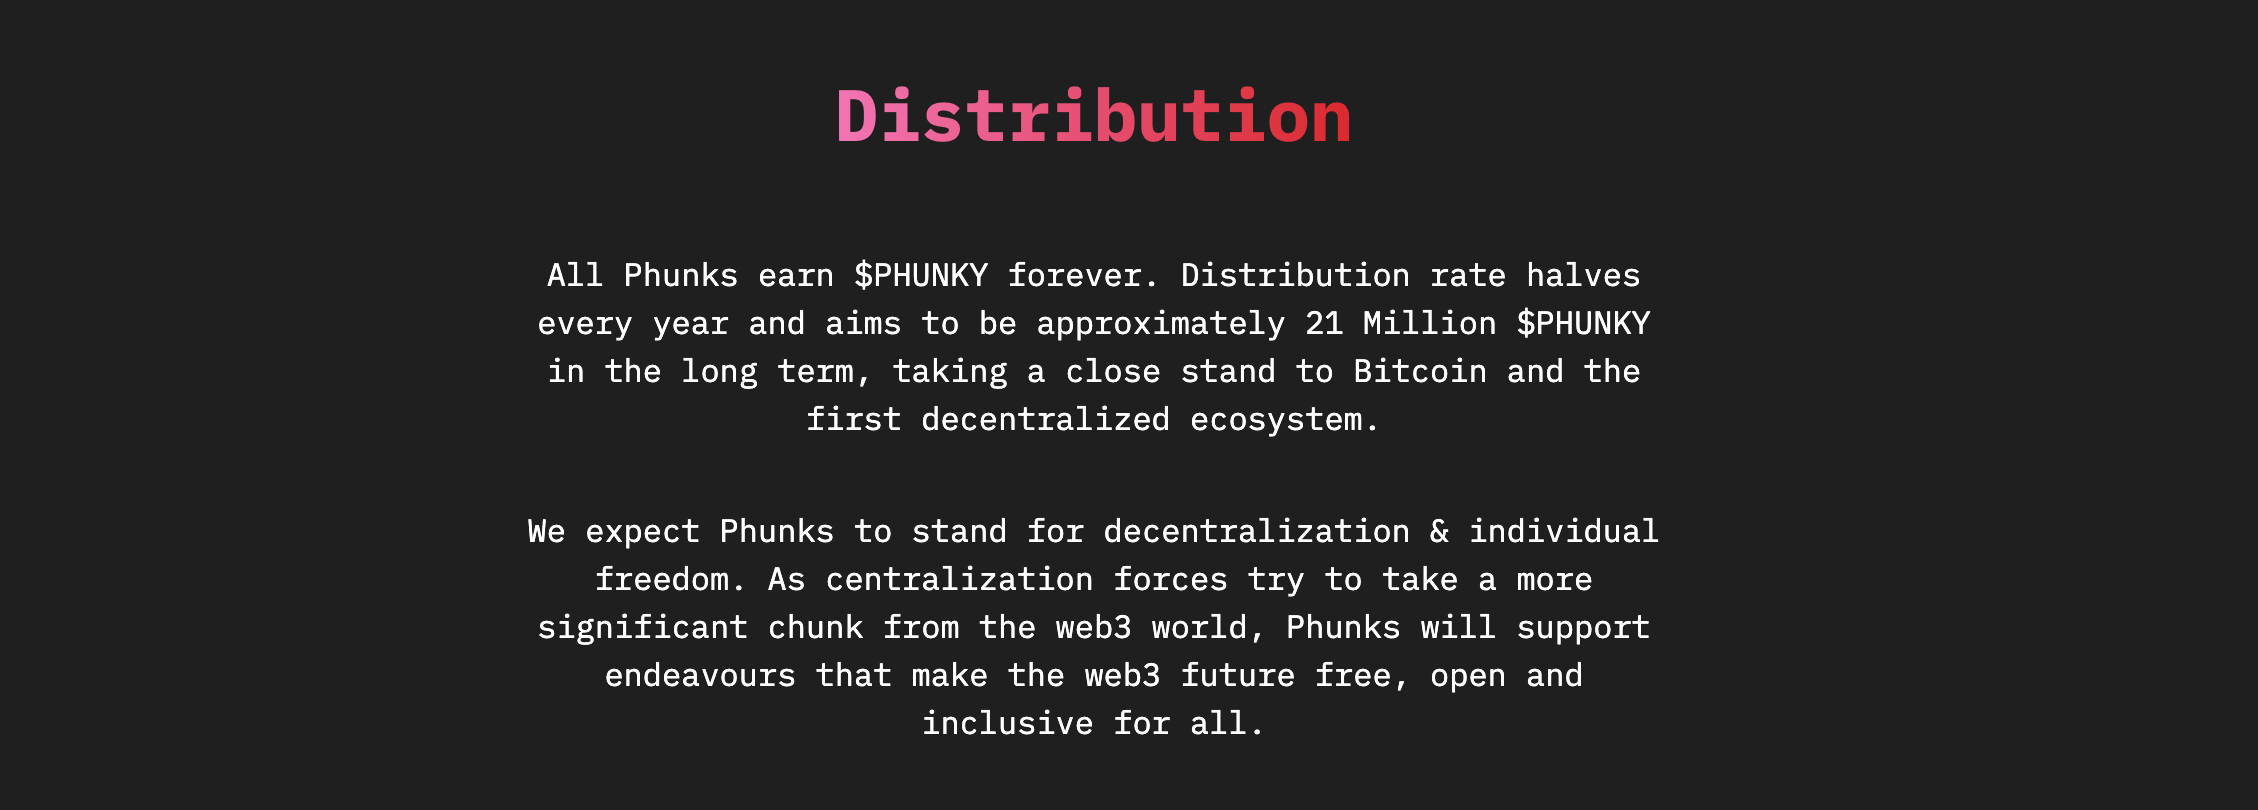 Distribution
All Phunks earn $PHUNKY forever. Distribution rate halves
every year and aims to be approximately 21 Million $PHUNKY
in the long term, taking a close stand to Bitcoin and the
first decentralized ecosystem.
We expect Phunks to stand for decentralization & individual
freedom. As centralization forces try to take a more
significant chunk from the web3 world, Phunks will support
endeavours that make the web3 future free, open and
inclusive for all.